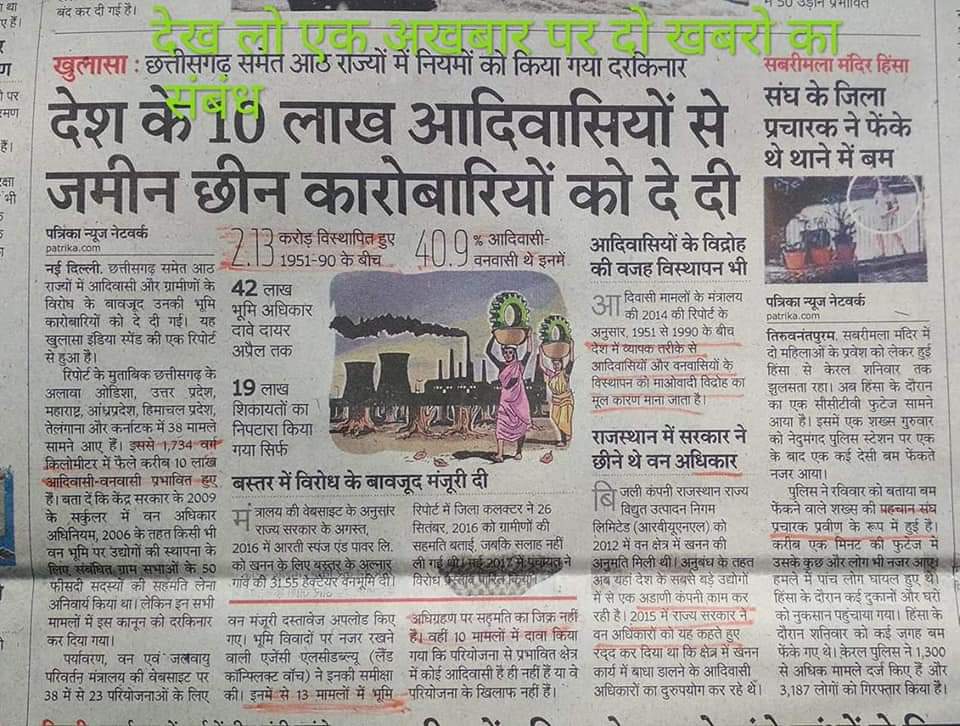 बंद कर दी गई है।
देख लो एक अखबार पर दो खबरो का
संबंध
खुलासा : छत्तीसगढ़ समेत आठ राज्यों में नियमों को किया गया दरकिनार
देश के 10 लाख आदिवासियों से
जमीन छीन कारोबारियों को दे दी
पत्रिका न्यूज नेटवर्क
patrika.com
नई दिल्ली. छत्तीसगढ़ समेत आठ
राज्यों में आदिवासी और ग्रामीणों के
विरोध के बावजूद उनकी भूमि
कारोबारियों को दे दी गई। यह
खुलासा इंडिया स्पेंड की एक रिपोर्ट
से हुआ है।
रिपोर्ट के मुताबिक छत्तीसगढ़ के
अलावा ओडिशा, उत्तर प्रदेश,
महाराष्ट्र, आंध्रप्रदेश, हिमाचल प्रदेश,
तेलंगाना और कर्नाटक में 38 मामले
सामने आए हैं। इससे 1,734 वर्ग
किलोमीटर में फैले करीब 10 लाख
आदिवासी-वनवासी प्रभावित हुए
हैं। बता दें कि केंद्र सरकार के 2009
के सर्कुलर में वन अधिकार
अधिनियम, 2006 के तहत किसी भी
वन भूमि पर उद्योगों की स्थापना के
लिए संबंधित ग्राम सभाओं के 50
फीसदी सदस्यों की सहमति लेना
अनिवार्य किया था। लेकिन इन सभी
मामलों में इस कानून को दरकिनार
कर दिया गया।
पर्यावरण, वन एवं जलवायु
परिवर्तन मंत्रालय की वेबसाइट पर
38 में से 23 परियोजनाओं के लिए
2.13 करोड़ विस्थापित हुए
1951-90 के बीच
40.9 % आदिवासी-
वनवासी थे इनमें
42 लाख
भूमि अधिकार
दावे दायर
अप्रैल तक
19 लाख
शिकायतों का
निपटारा किया
गया सिर्फ
बस्तर में विरोध के बावजूद मंजूरी दी
मंत्रालय की वेबसाइट के अनुसार
राज्य सरकार के अगस्त,
2016 में आरती स्पंज एंड पावर लि.
को खनन के लिए बस्तर के अल्नार
गांव की 31.55 हेक्टेयर वनभूमि दी।
रिपोर्ट में जिला कलक्टर ने 26
सितंबर, 2016 को ग्रामीणों की
सहमति बताई, जबकि सलाह नहीं
ली गई थी। मई 2017 में पंचायत ने
विरोध प्रस्ताव पारित किया।
वन मंजूरी दस्तावेज अपलोड किए
गए। भूमि विवादों पर नजर रखने
वाली एजेंसी एलसीडब्ल्यू (लैंड
कॉन्फ्लिक्ट वॉच) ने इनकी समीक्षा
की। इनमें से 13 मामलों में भूमि
अधिग्रहण पर सहमति का जिक्र नहीं
है। वहीं 10 मामलों में दावा किया
गया कि परियोजना से प्रभावित क्षेत्र
में कोई आदिवासी है ही नहीं हैं या वे
परियोजना के खिलाफ नहीं हैं।
आदिवासियों के विद्रोह
की वजह विस्थापन भी
आदिवासी मामलों के मंत्रालय
की 2014 की रिपोर्ट के
अनुसार, 1951 से 1990 के बीच
देश में व्यापक तरीके से
आदिवासियों और वनवासियों के
विस्थापन को माओवादी विद्रोह का
मूल कारण माना जाता है।
राजस्थान में सरकार ने
छीने थे वन अधिकार
बिजली कंपनी राजस्थान राज्य
विद्युत उत्पादन निगम
लिमिटेड (आरवीयूएनएल) को
2012 में वन क्षेत्र में खनन की
अनुमति मिली थी। अनुबंध के तहत
अब यहां देश के सबसे बड़े उद्योगों
में से एक अडाणी कंपनी काम कर
रही है। 2015 में राज्य सरकार ने
वन अधिकारों को यह कहते हुए
रद्द कर दिया था कि क्षेत्र में खनन
कार्य में बाधा डालने के आदिवासी
अधिकारों का दुरुपयोग कर रहे थे।
सबरीमला मंदिर हिंसा
संघ के जिला
प्रचारक ने फेंके
थे थाने में बम
पत्रिका न्यूज नेटवर्क
patrika.com
तिरुवनंतपुरम. सबरीमला मंदिर में
दो महिलाओं के प्रवेश को लेकर हुई
हिंसा से केरल शनिवार तक
झुलसता रहा। अब हिंसा के दौरान
का एक सीसीटीवी फुटेज सामने
आया है। इसमें एक शख्स गुरुवार
को नेदुमंगद पुलिस स्टेशन पर एक
के बाद एक कई देसी बम फेंकते
नजर आया।
पुलिस ने रविवार को बताया बम
फेंकने वाले शख्स की पहचान संघ
प्रचारक प्रवीण के रूप में हुई है।
करीब एक मिनट की फुटेज में
उसके कुछ और लोग भी नजर आए।
हमले में पांच लोग घायल हुए थे।
हिंसा के दौरान कई दुकानों और घरों
को नुकसान पहुंचाया गया। हिंसा के
दौरान शनिवार को कई जगह बम
फेंके गए थे। केरल पुलिस ने 1,300
से अधिक मामले दर्ज किए हैं और
3,187 लोगों को गिरफ्तार किया है।